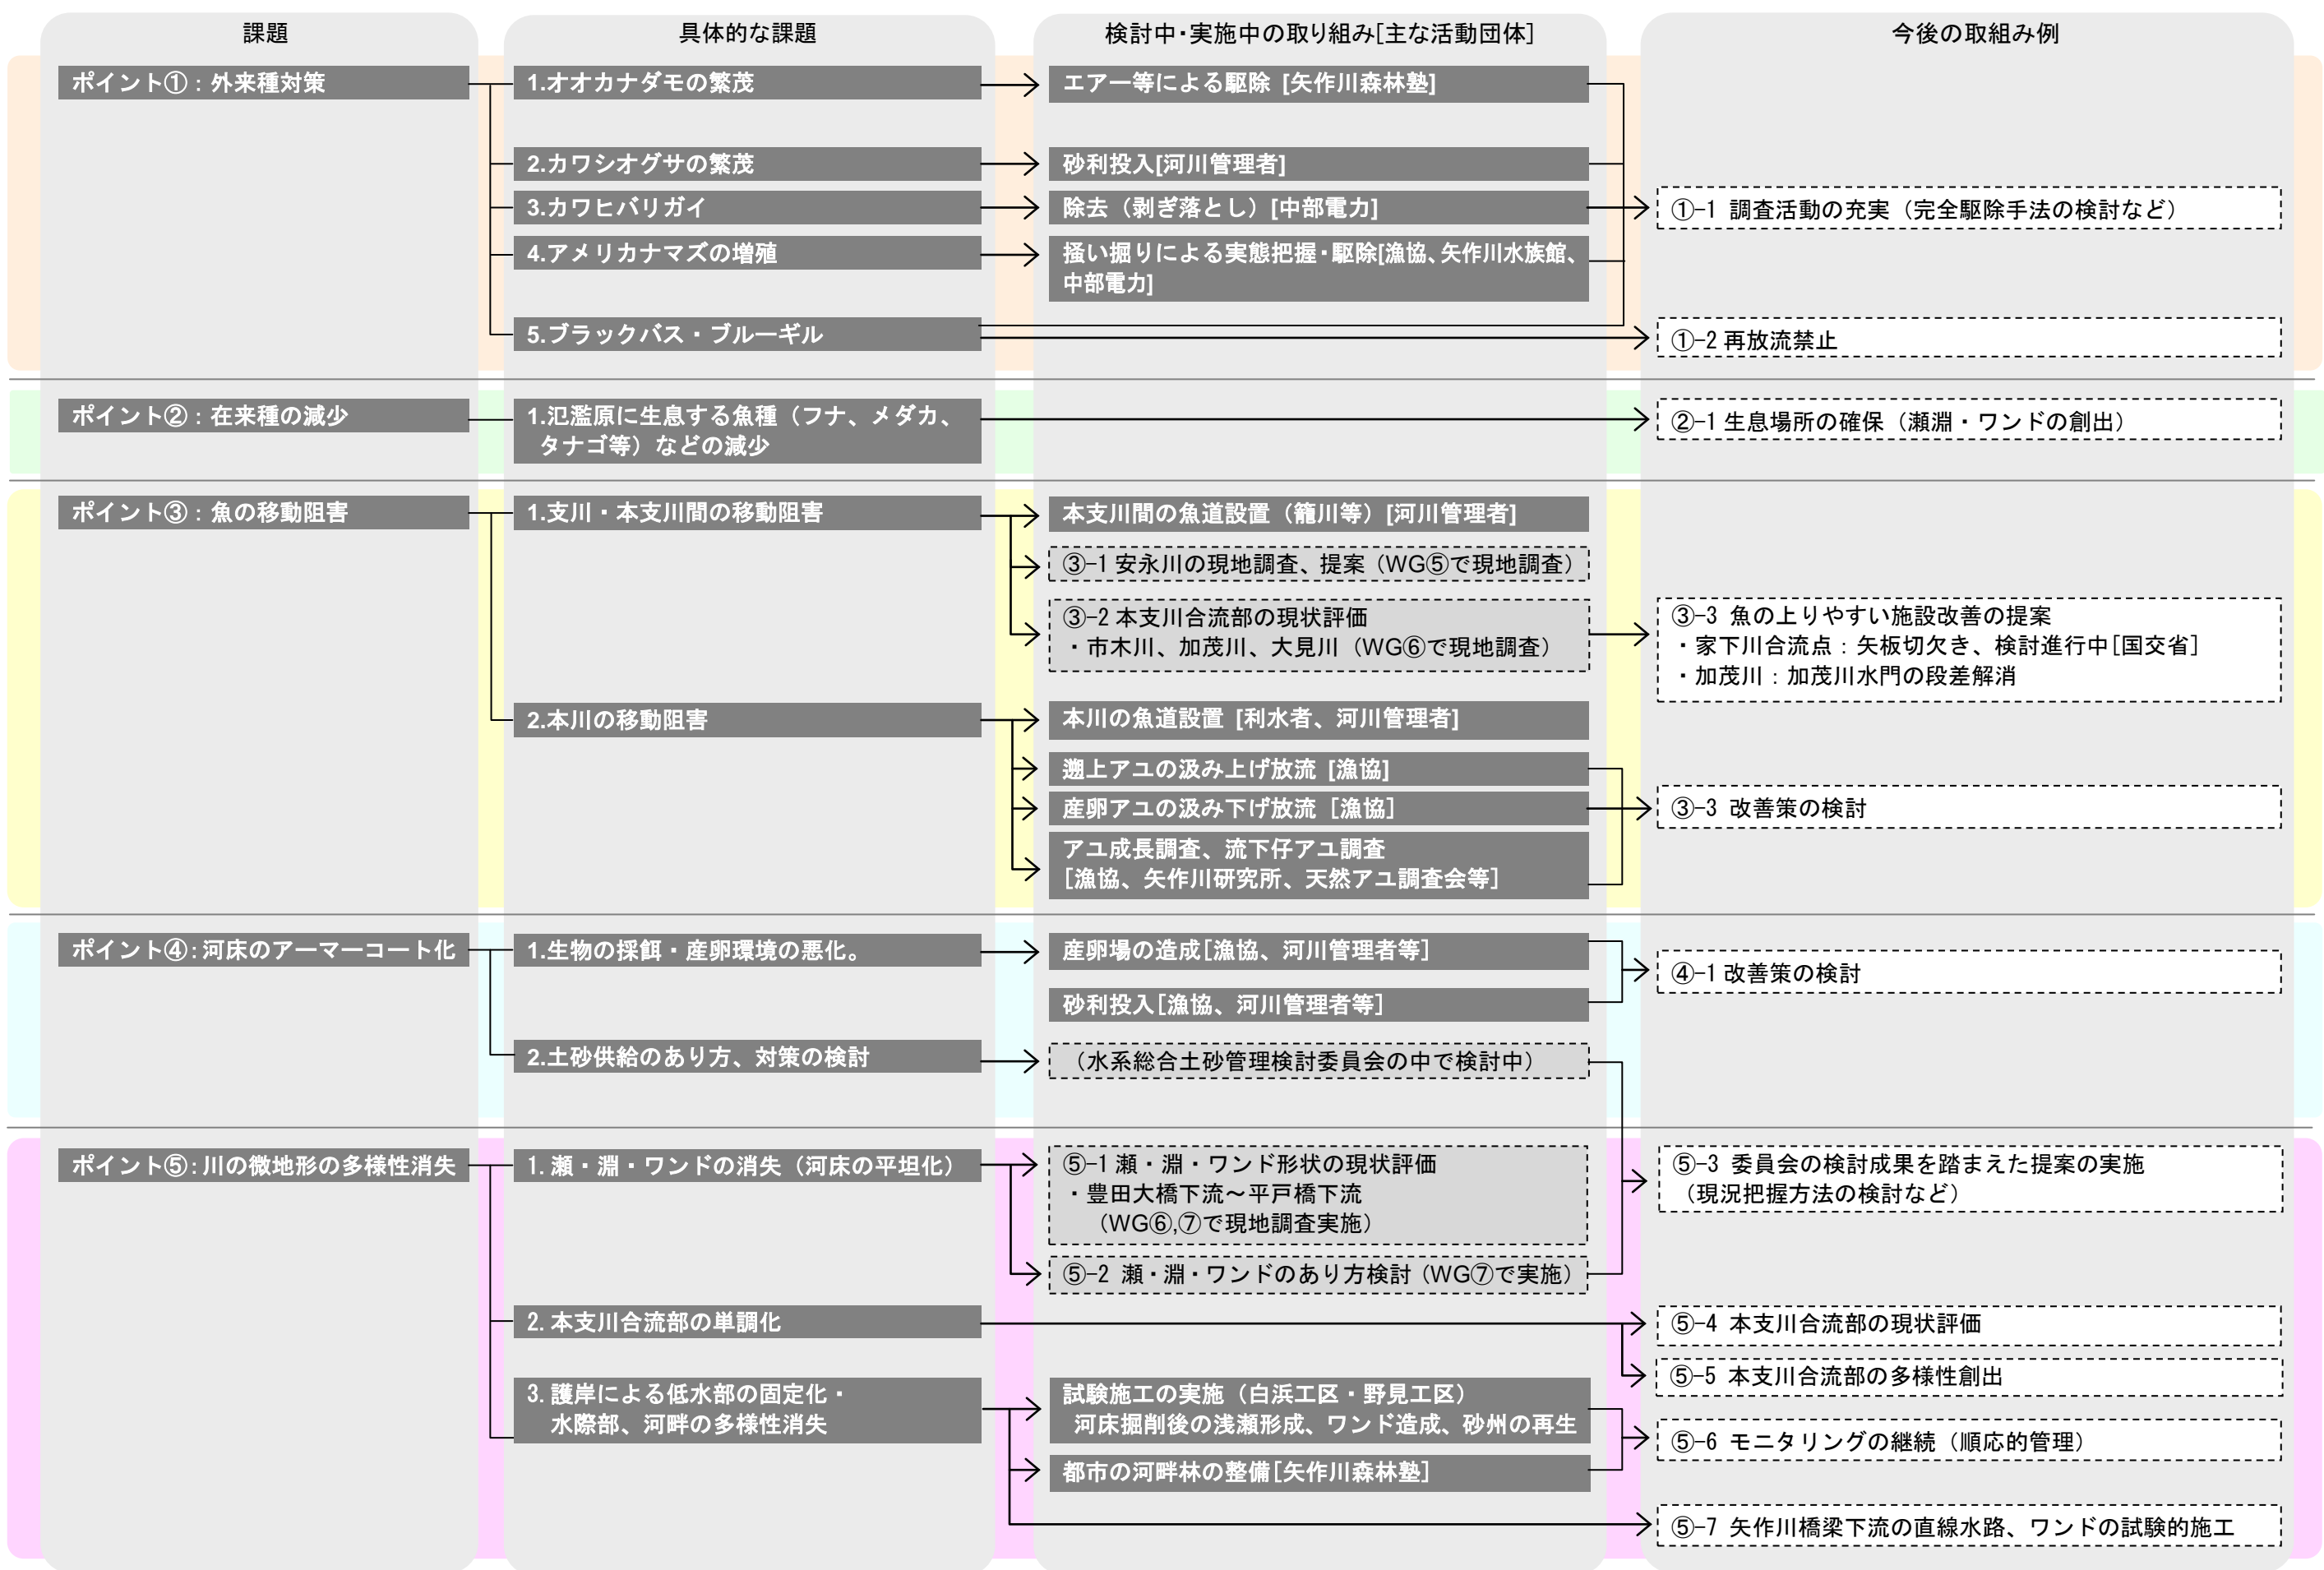 課題
具体的な課題
検討中・実施中の取り組み[主な活動団体]
今後の取組み例
ポイント①：外来種対策
1.オオカナダモの繁茂
エアー等による駆除 [矢作川森林塾]
2.カワシオグサの繁茂
砂利投入[河川管理者]
3.カワヒバリガイ
除去（剥ぎ落とし）[中部電力]
①-1 調査活動の充実（完全駆除手法の検討など）
4.アメリカナマズの増殖
掻い掘りによる実態把握・駆除[漁協、矢作川水族館、
中部電力]
5.ブラックバス・ブルーギル
①-2 再放流禁止
ポイント②：在来種の減少
1.氾濫原に生息する魚種（フナ、メダカ、
タナゴ等）などの減少
②-1 生息場所の確保（瀬淵・ワンドの創出）
ポイント③：魚の移動阻害
1.支川・本支川間の移動阻害
本支川間の魚道設置（籠川等）[河川管理者]
③-1 安永川の現地調査、提案（WG⑤で現地調査）
③-2 本支川合流部の現状評価
・市木川、加茂川、大見川（WG⑥で現地調査）
③-3 魚の上りやすい施設改善の提案
・家下川合流点：矢板切欠き、検討進行中[国交省]
・加茂川：加茂川水門の段差解消
2.本川の移動阻害
本川の魚道設置 [利水者、河川管理者]
遡上アユの汲み上げ放流 [漁協]
産卵アユの汲み下げ放流 [漁協]
③-3 改善策の検討
アユ成長調査、流下仔アユ調査
[漁協、矢作川研究所、天然アユ調査会等]
ポイント④：河床のアーマーコート化
1.生物の採餌・産卵環境の悪化。
産卵場の造成[漁協、河川管理者等]
④-1 改善策の検討
砂利投入[漁協、河川管理者等]
2.土砂供給のあり方、対策の検討
（水系総合土砂管理検討委員会の中で検討中）
ポイント⑤：川の微地形の多様性消失
1.瀬・淵・ワンドの消失（河床の平坦化）
⑤-1 瀬・淵・ワンド形状の現状評価
・豊田大橋下流～平戸橋下流
（WG⑥,⑦で現地調査実施）
⑤-3 委員会の検討成果を踏まえた提案の実施
（現況把握方法の検討など）
⑤-2 瀬・淵・ワンドのあり方検討（WG⑦で実施）
2.本支川合流部の単調化
⑤-4 本支川合流部の現状評価
⑤-5 本支川合流部の多様性創出
3.護岸による低水部の固定化・
水際部、河畔の多様性消失
試験施工の実施（白浜工区・野見工区）
河床掘削後の浅瀬形成、ワンド造成、砂州の再生
⑤-6 モニタリングの継続（順応的管理）
都市の河畔林の整備[矢作川森林塾]
⑤-7 矢作川橋梁下流の直線水路、ワンドの試験的施工